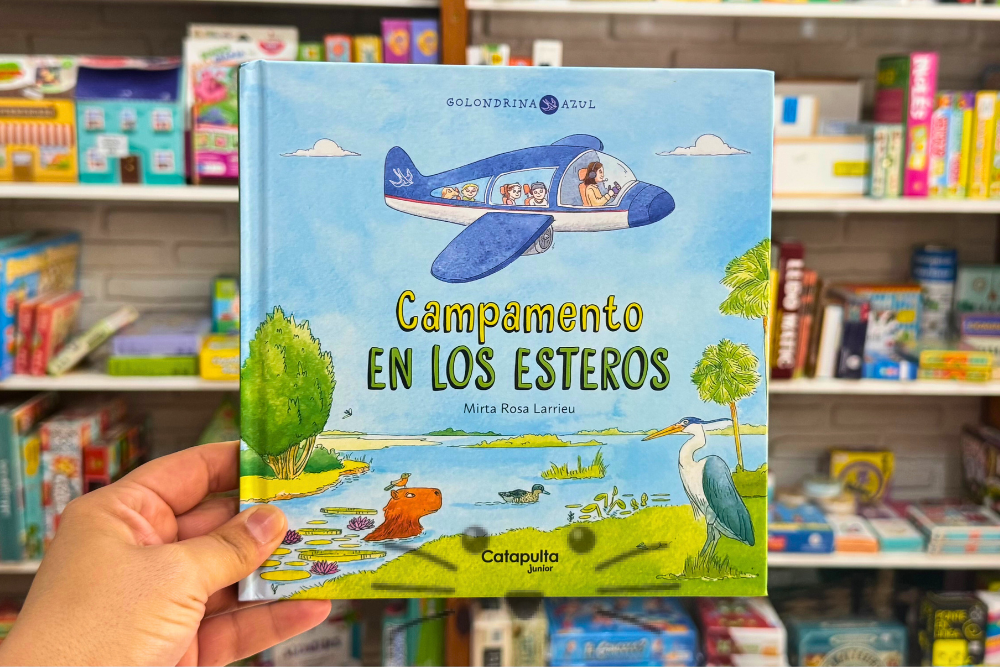 GOLONDRINA AZUL
Campamento
EN LOS ESTEROS
Mirta Rosa Larrieu
Catapulta
junior